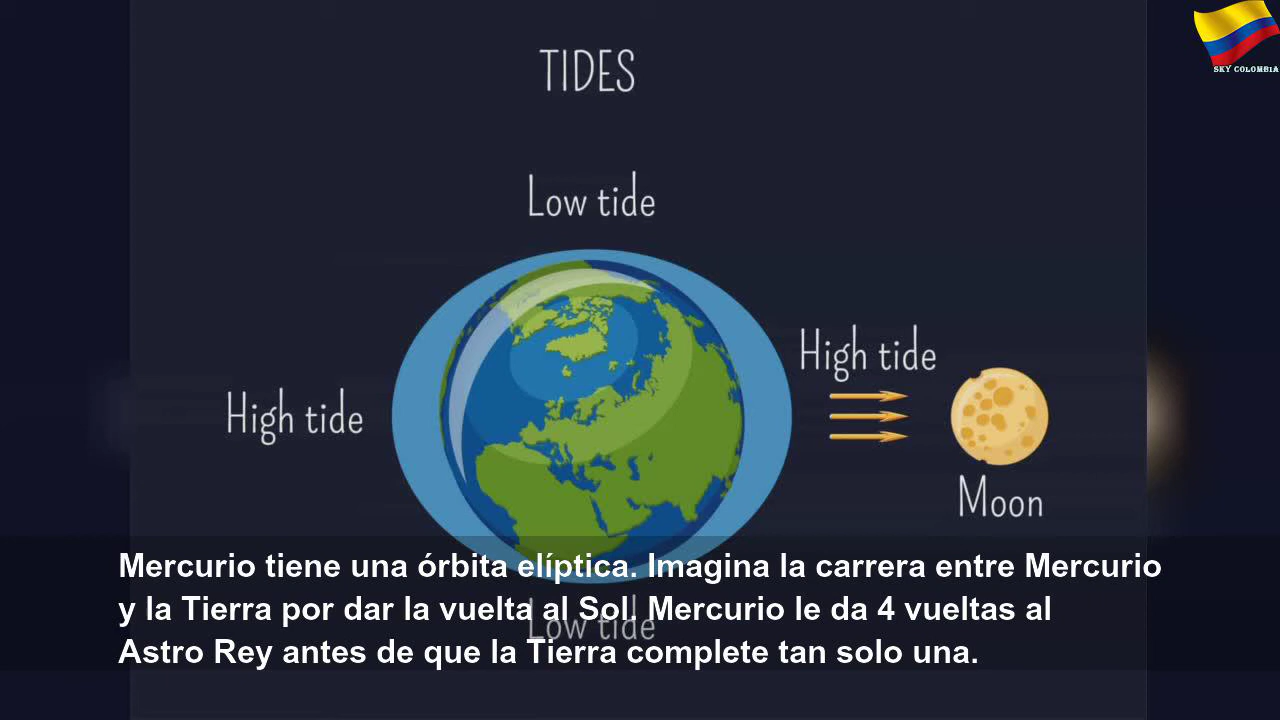 SKY COLOMBIA
TIDES
Low tide
High tide
High tide
Moon
Mercurio tiene una órbita elíptica. Imagina la carrera entre Mercurio
y la Tierra por dar la vuelta al Sol. Mercurio le da 4 vueltas al
Low tide
Astro Rey antes de que la Tierra complete tan solo una.